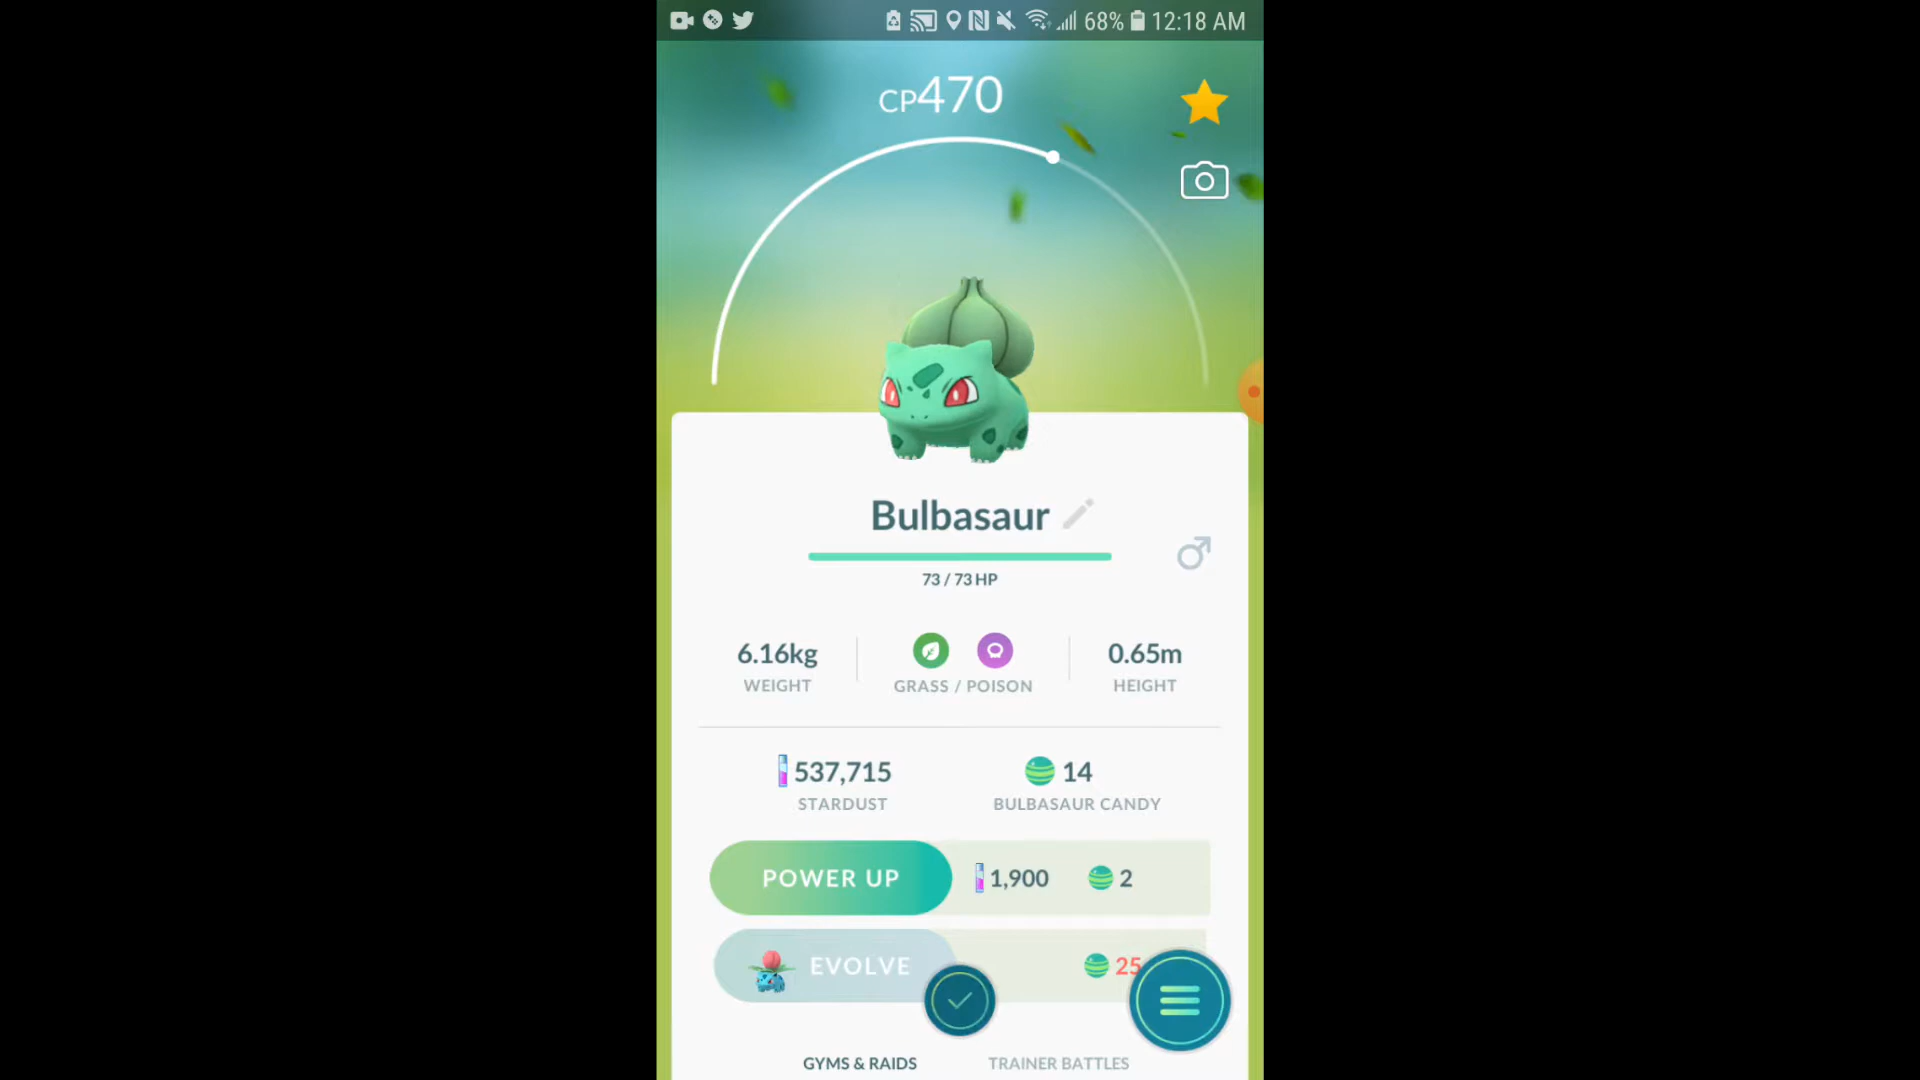 68% 12:18 AM
CP470
Bulbasaur
73 / 73 HP
6.16kg 0.65m
WEIGHT GRASS / POISON HEIGHT
537,715 14
STARDUST BULBASAUR CANDY
POWER UP 1,900 2
EVOLVE 25
GYMS & RAIDS TRAINER BATTLES